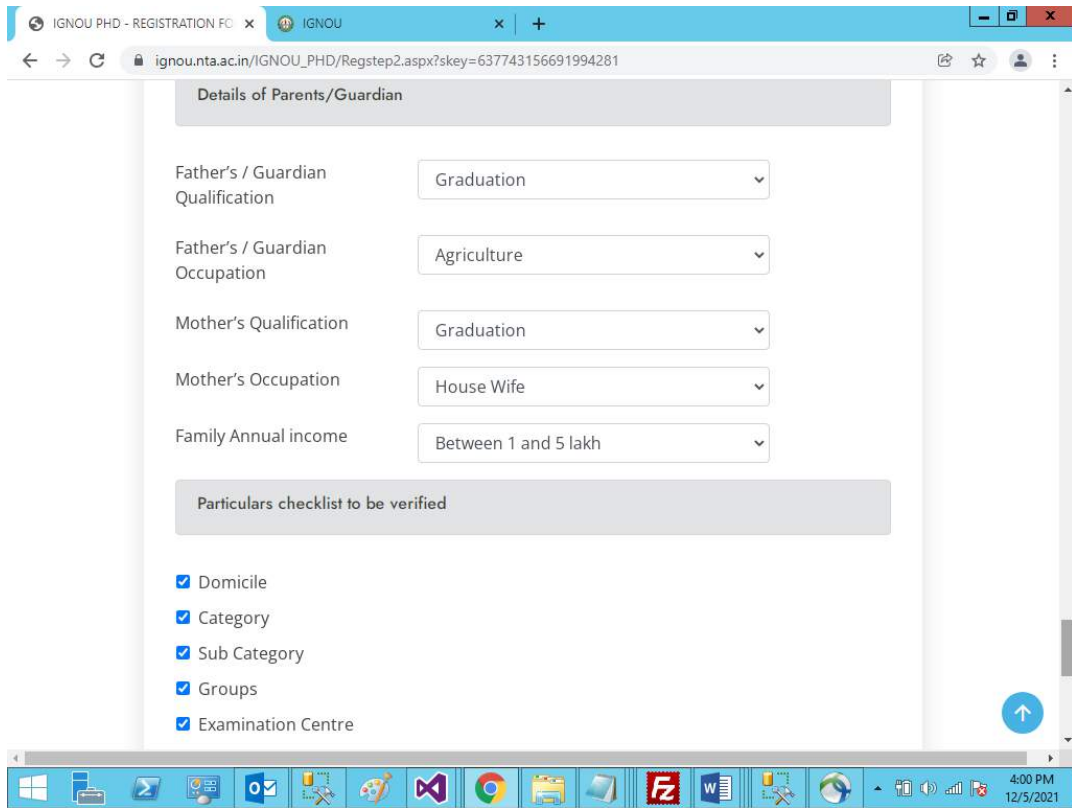 IGNOU PHD - REGISTRATION FO
IGNOU
ignou.nta.ac.in/IGNOU_PHD/Regstep2.aspx?skey=637743156691994281
Details of Parents/Guardian
Father's / Guardian
Qualification
Graduation
Father's / Guardian
Occupation
Agriculture
Mother's Qualification
Graduation
Mother's Occupation
House Wife
Family Annual income
Between 1 and 5 lakh
Particulars checklist to be verified
Domicile
Category
Sub Category
Groups
Examination Centre
4:00 PM
12/5/2021